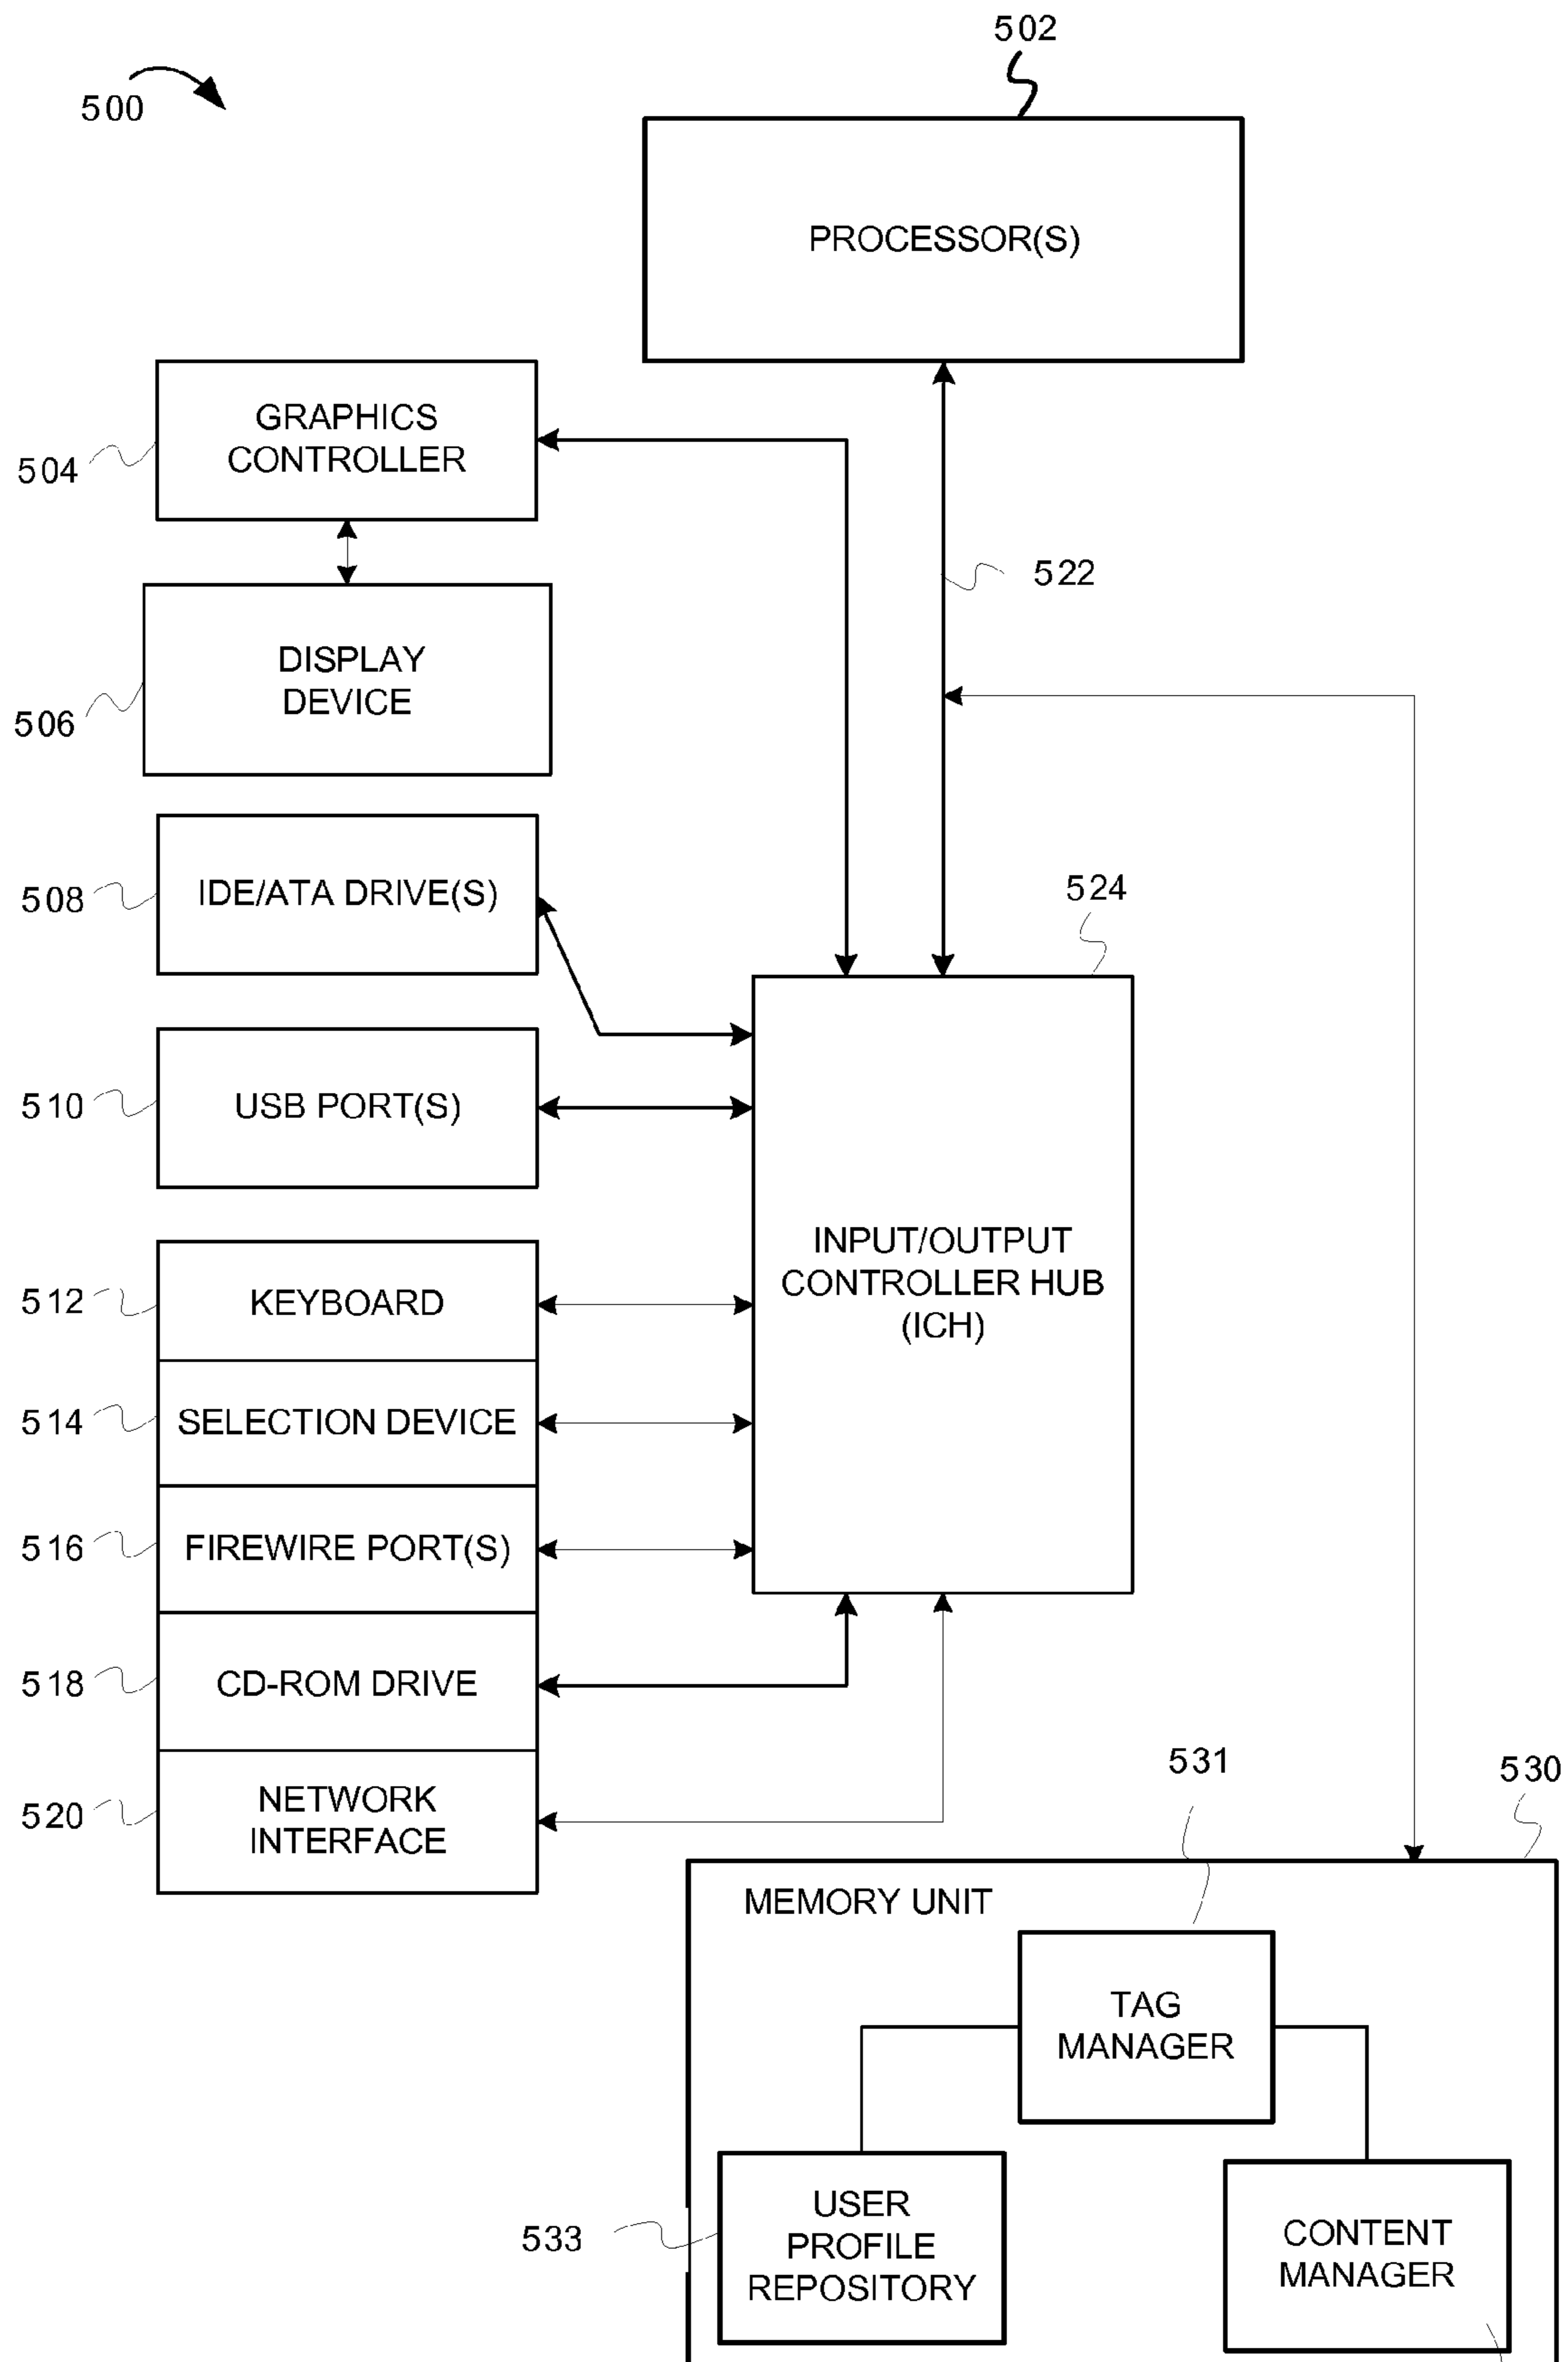 502
500
PROCESSOR(S)
GRAPHICS
CONTROLLER
504
522
DISPLAY
DEVICE
506
IDE/ATA DRIVE(S)
508
524
USB PORT(S)
510
INPUT/OUTPUT
CONTROLLER HUB
(ICH)
KEYBOARD
512
SELECTION DEVICE
514
FIREWIRE PORT(S)
516
CD-ROM DRIVE
518
NETWORK
INTERFACE
520
531
530
MEMORY UNIT
TAG
MANAGER
USER
PROFILE
REPOSITORY
533
CONTENT
MANAGER